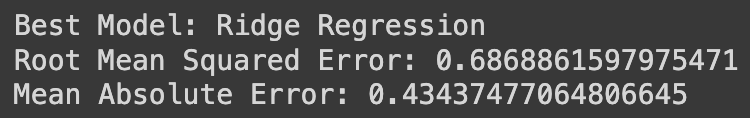 Best Model: Ridge Regression
Root Mean Squared Error: 0.6868861597975471
Mean Absolute Error: 0.43437477064806645